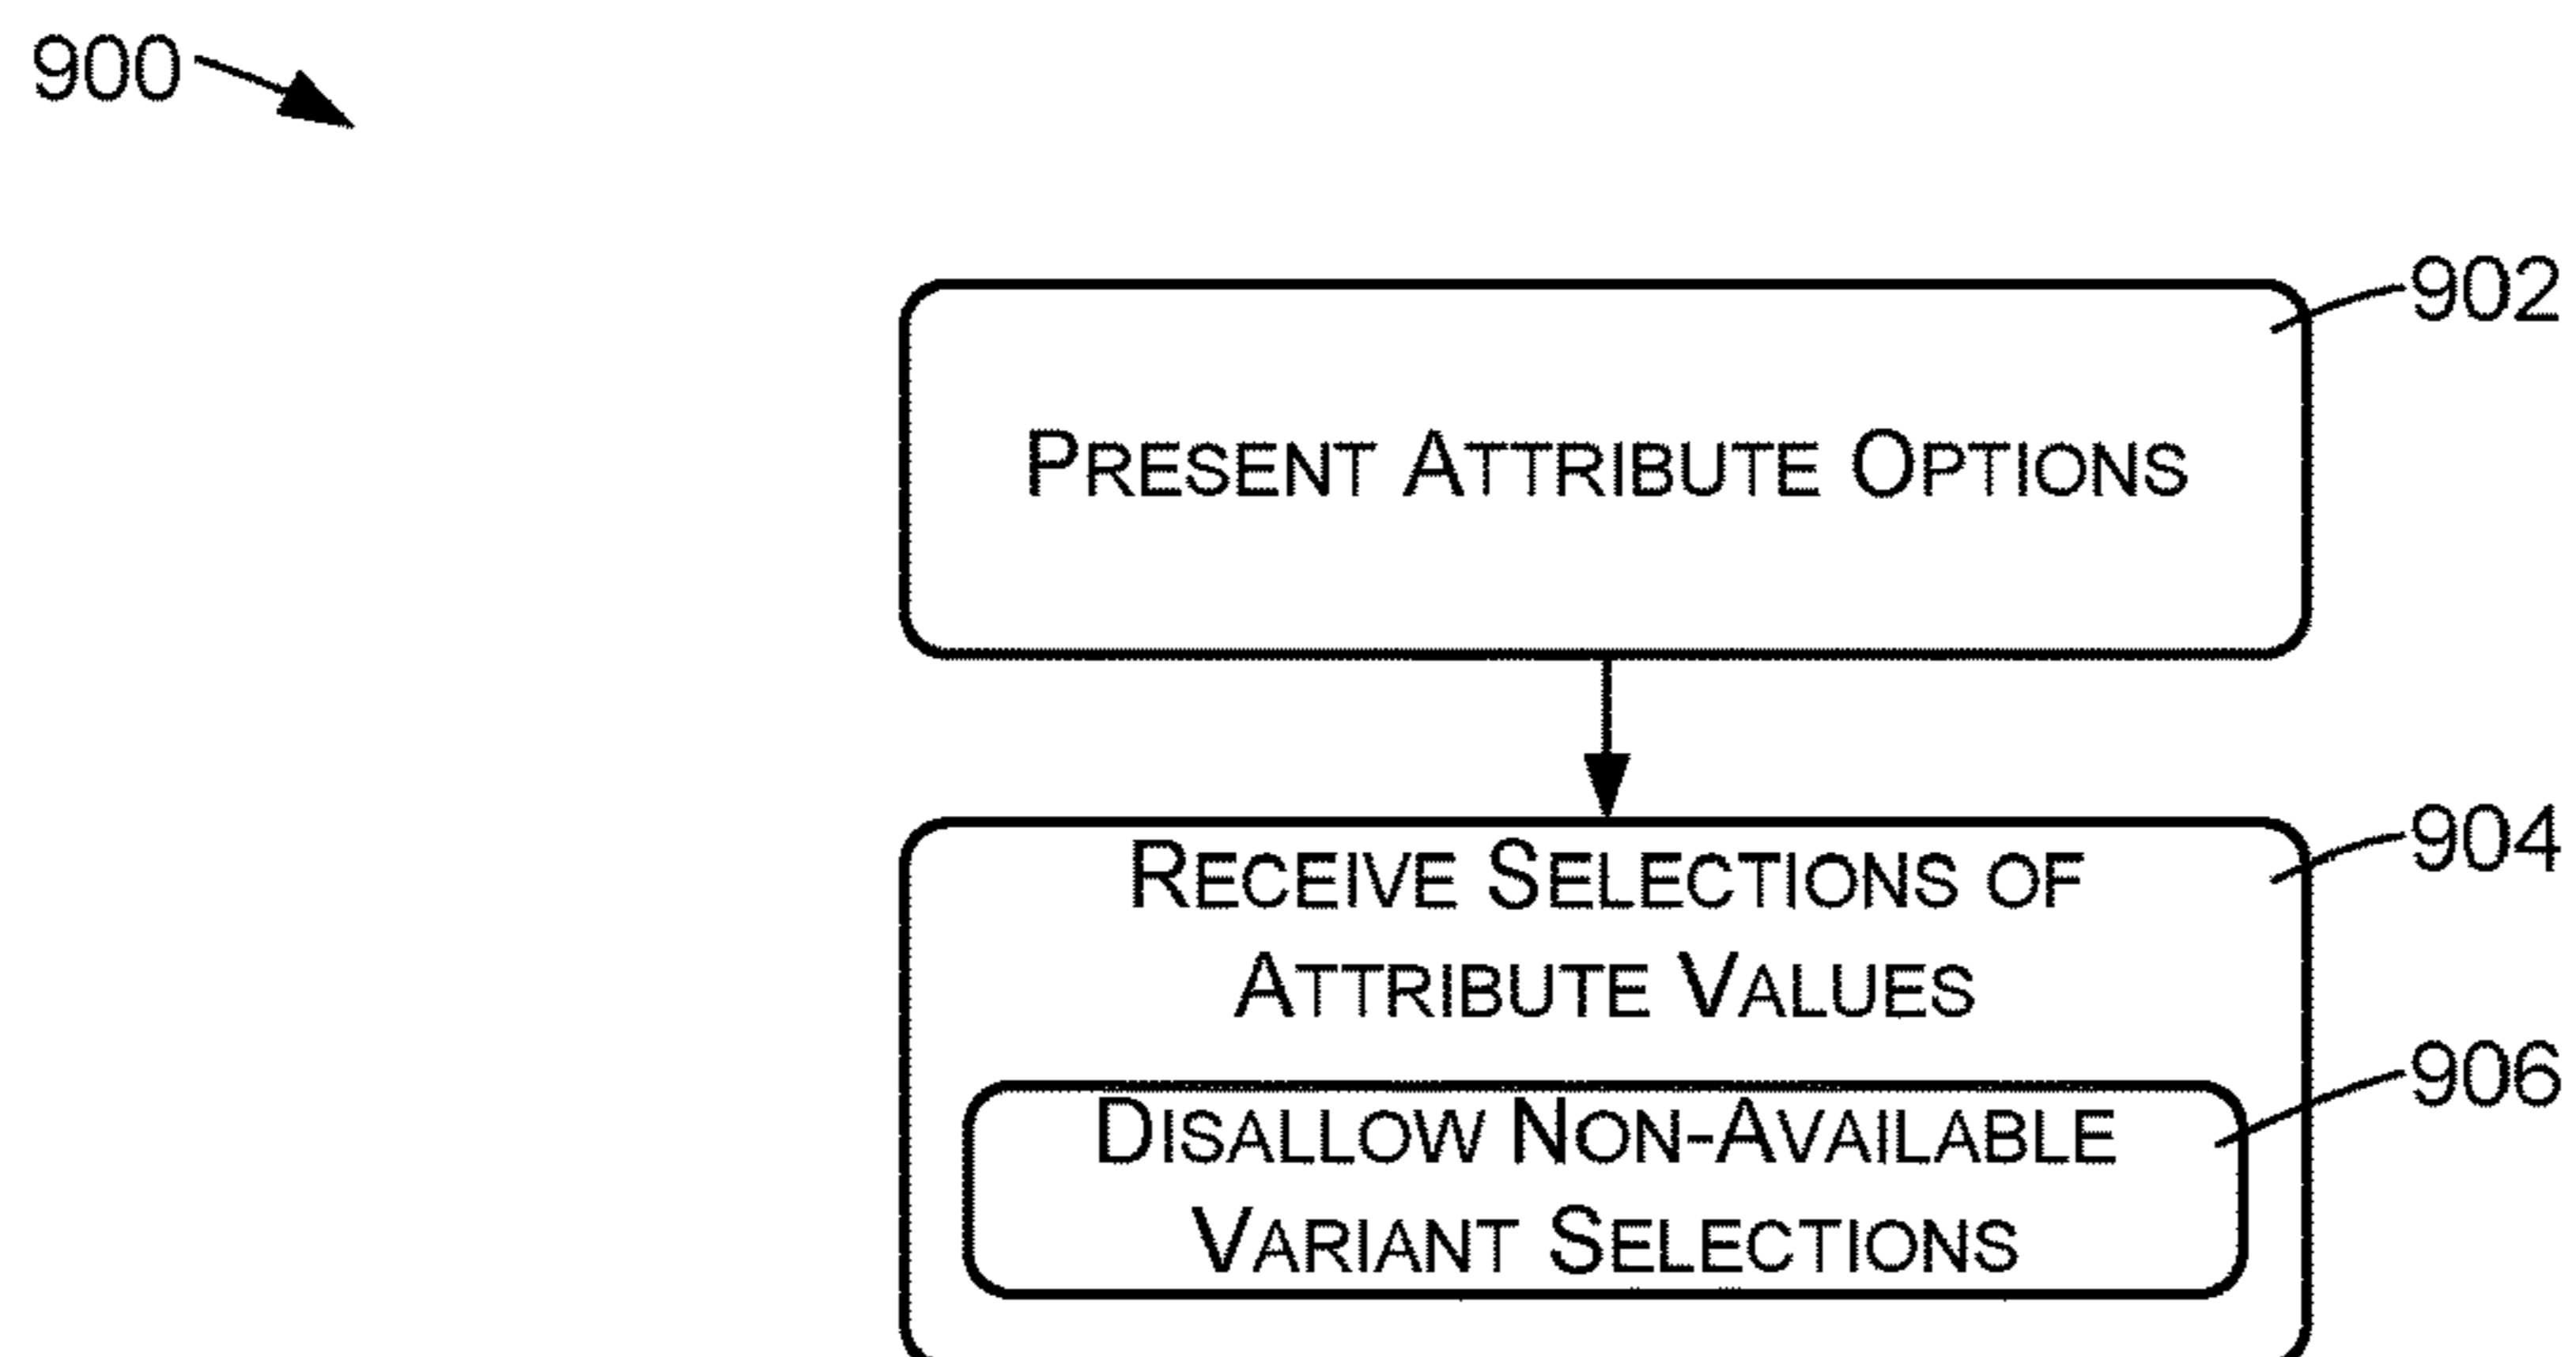 900
902
PRESENT ATTRIBUTE OPTIONS
904
RECEIVE SELECTIONS OF
ATTRIBUTE VALUES
906
DISALLOW NON-AVAILABLE
VARIANT SELECTIONS